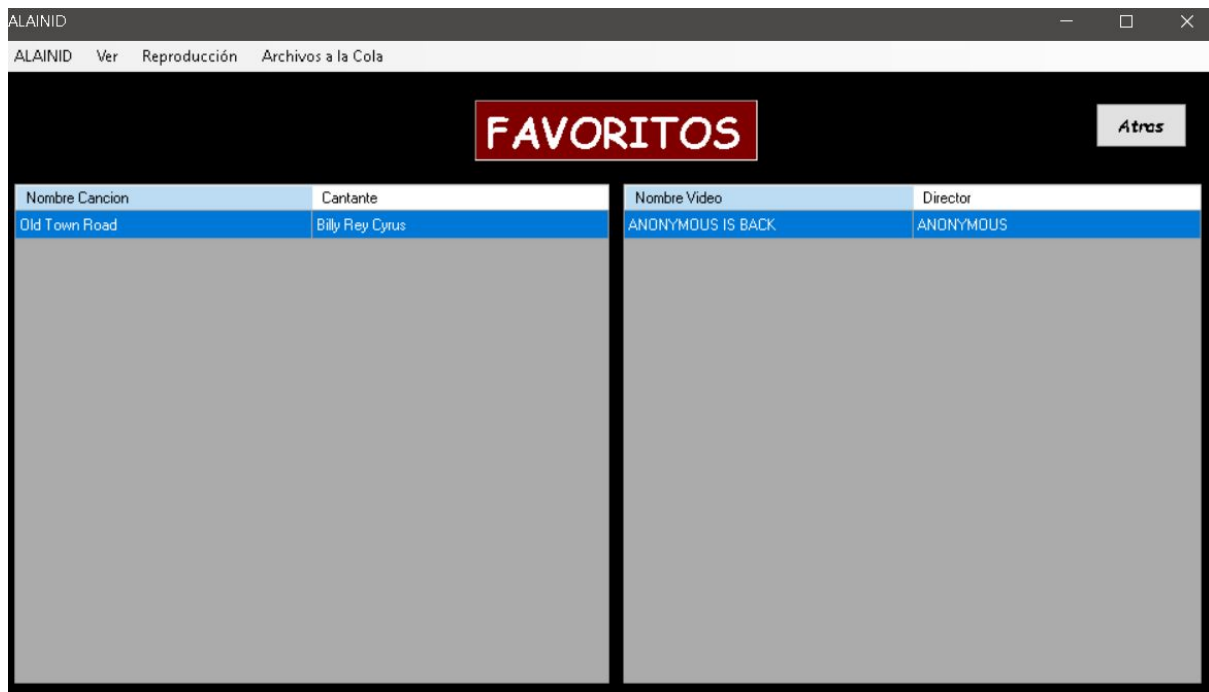 ALAINID
ALAINID Ver Reproducción Archivos a la Cola
FAVORITOS
Atras
Nombre Cancion Cantante
Old Town Road Billy Rey Cyrus
Nombre Video Director
ANONYMOUS IS BACK ANONYMOUS